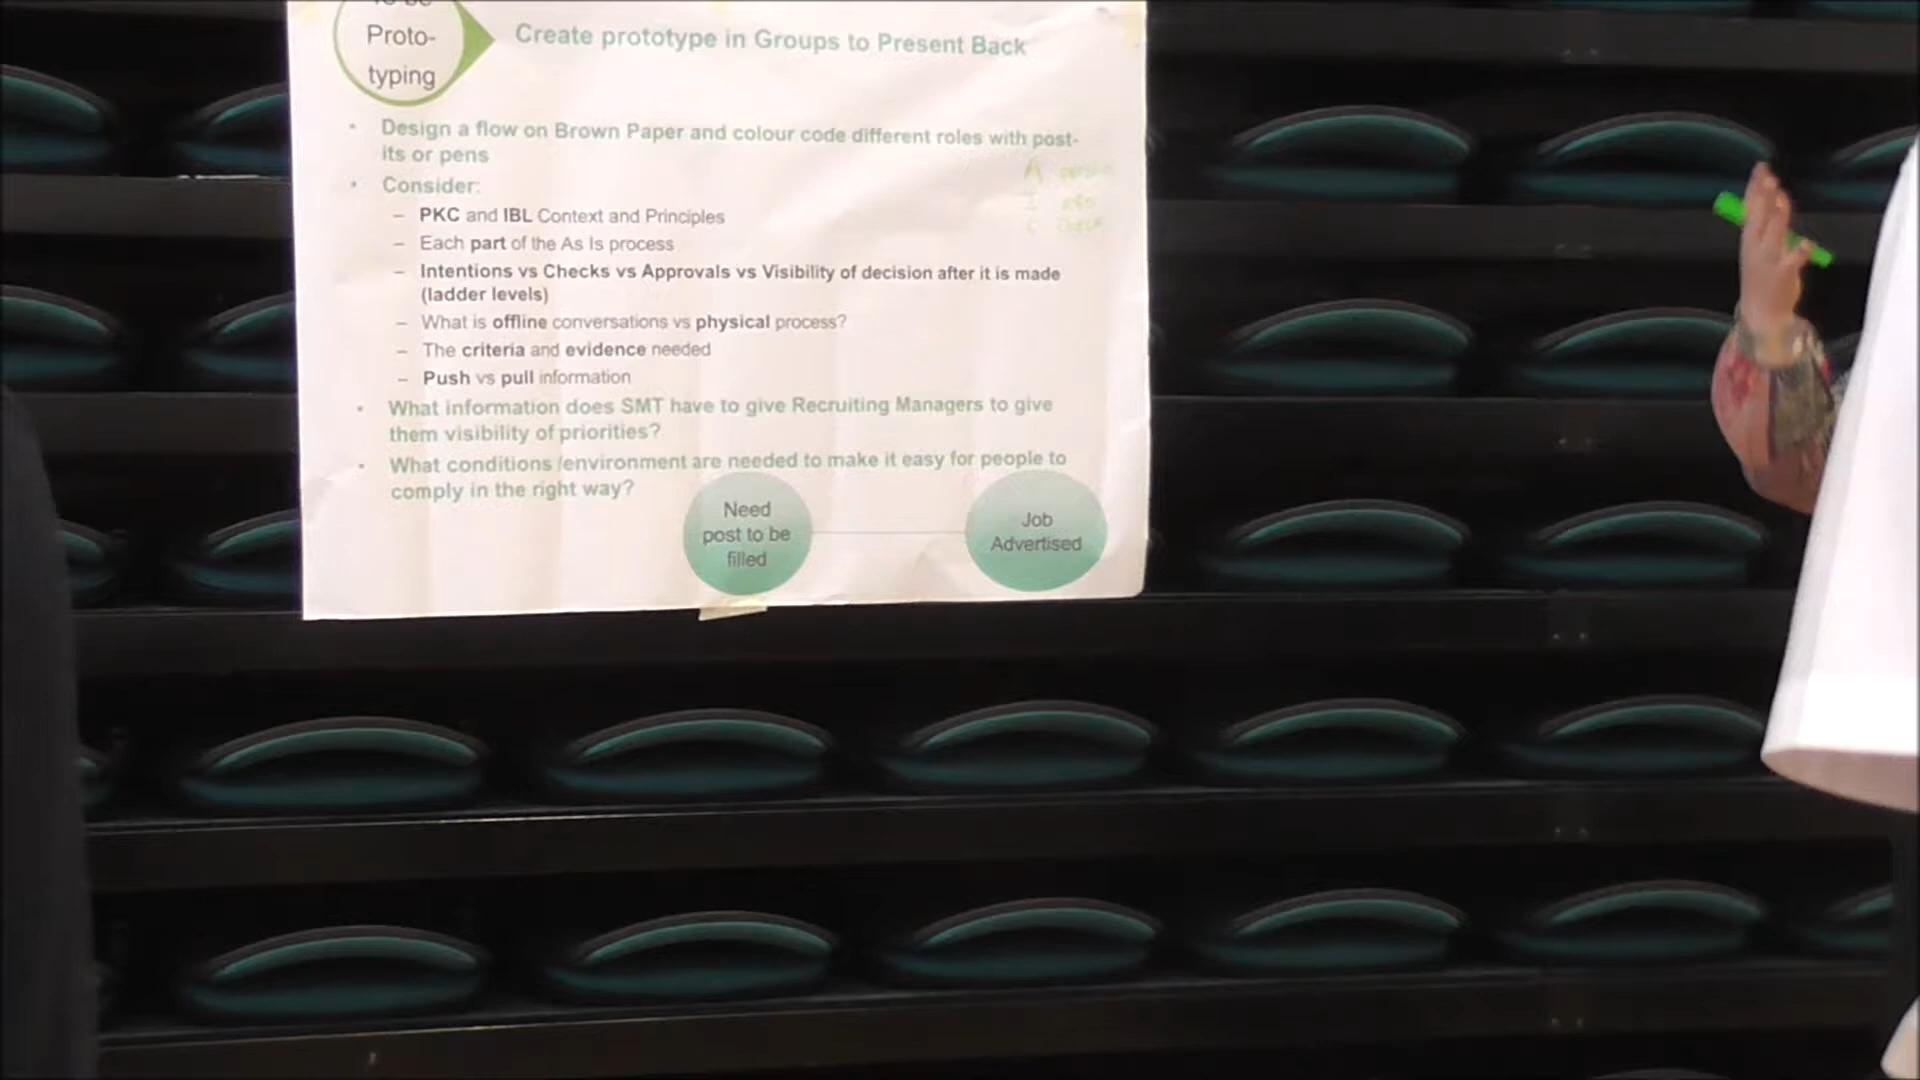 Proto-
typing
Create prototype in Groups to Present Back
• Design a flow on Brown Paper and colour code different roles with post-
its or pens
• Consider:
– PKC and IBL Context and Principles
– Each part of the As Is process
– Intentions vs Checks vs Approvals vs Visibility of decision after it is made
(ladder levels)
– What is offline conversations vs physical process?
– The criteria and evidence needed
– Push vs pull information
• What information does SMT have to give Recruiting Managers to give
them visibility of priorities?
• What conditions /environment are needed to make it easy for people to
comply in the right way?
Need
post to be
filled
Job
Advertised